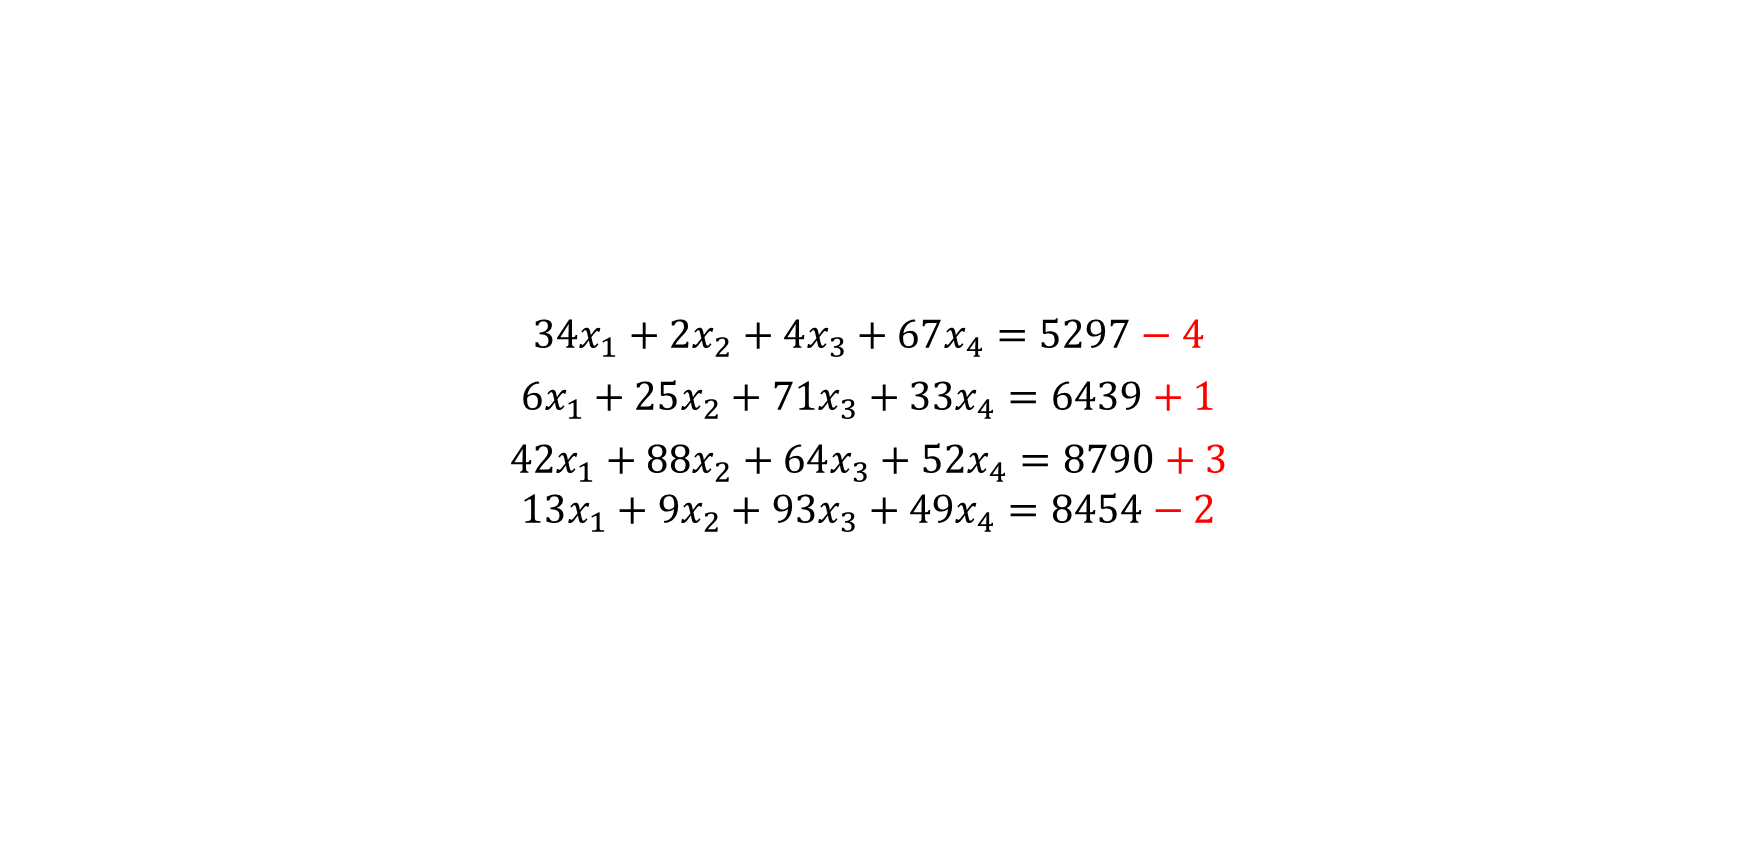 34x₁ + 2x₂ + 4x₃ + 67x₄ = 5297 − 4
6x₁ + 25x₂ + 71x₃ + 33x₄ = 6439 + 1
42x₁ + 88x₂ + 64x₃ + 52x₄ = 8790 + 3
13x₁ + 9x₂ + 93x₃ + 49x₄ = 8454 − 2